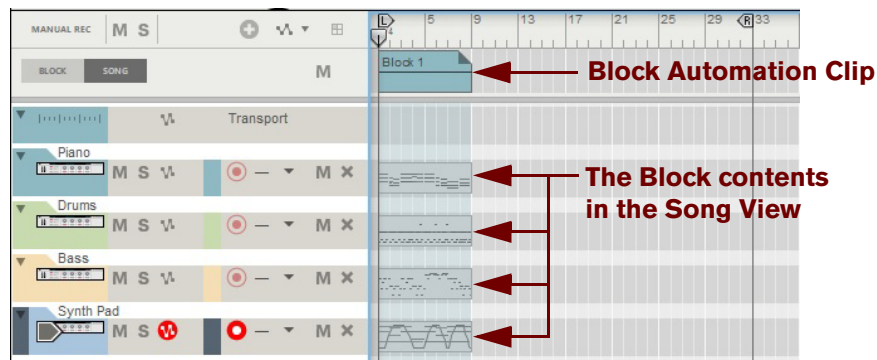 MANUAL REC M S
L 5 9 13 17 21 25 29 R 33
4
BLOCK SONG M
Block 1
Block Automation Clip
Transport
Piano
M S M
The Block contents
in the Song View
Drums
M S M
Bass
M S M
Synth Pad
M S M